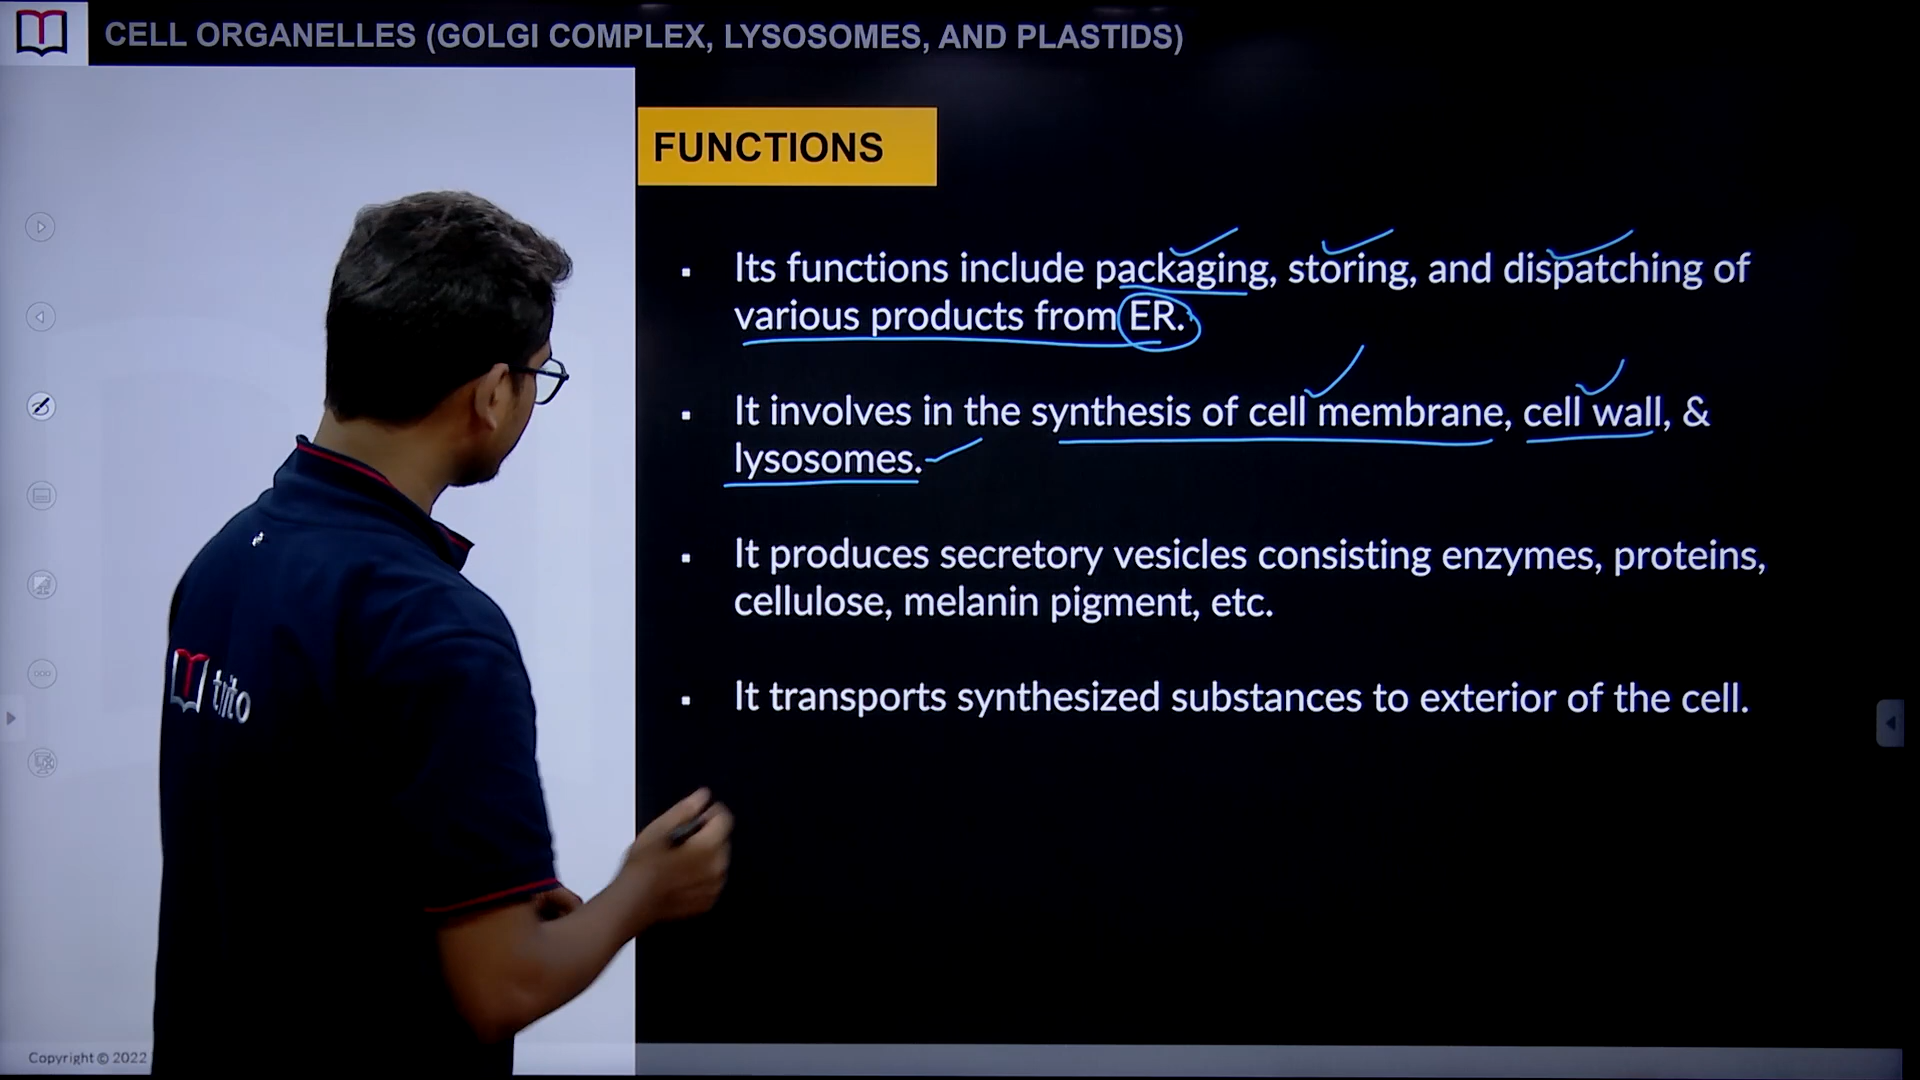 CELL ORGANELLES (GOLGI COMPLEX, LYSOSOMES, AND PLASTIDS)
FUNCTIONS
▪ Its functions include packaging, storing, and dispatching of
various products from ER.
▪ It involves in the synthesis of cell membrane, cell wall, &
lysosomes.
▪ It produces secretory vesicles consisting enzymes, proteins,
cellulose, melanin pigment, etc.
▪ It transports synthesized substances to exterior of the cell.
tuto
Copyright © 2022